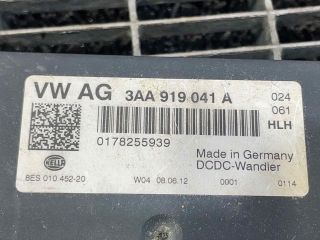 VW AG 3AA 919 041 A 024
061
HLH
0178255939
HELLA
Made in Germany
DCDC-Wandler
8ES 010 452-20 W04 08.06.12 0001 0114